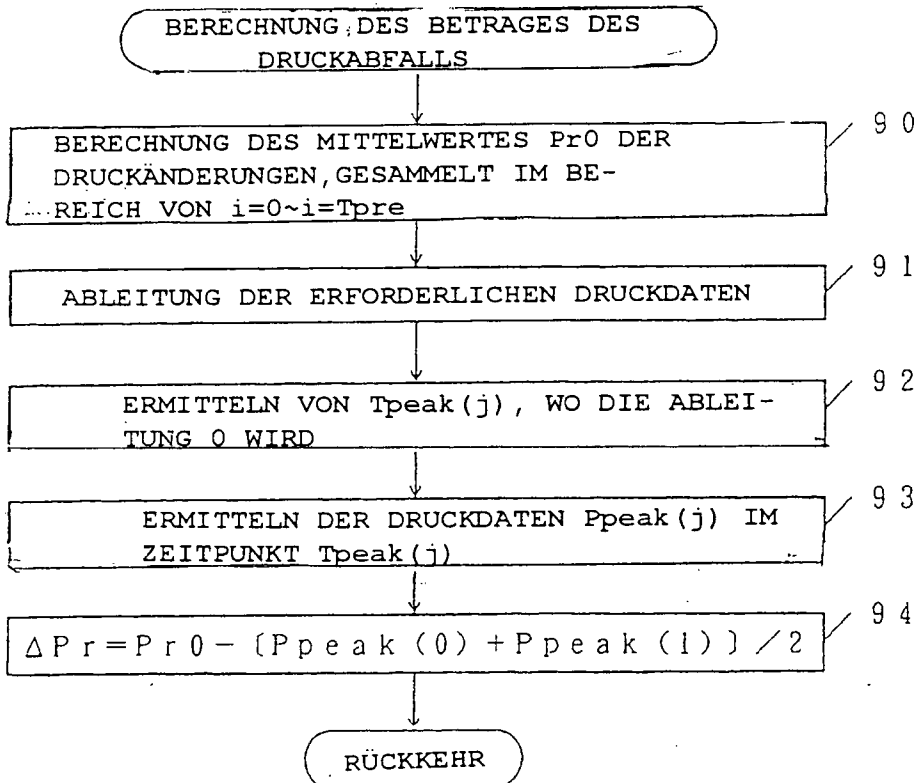 BERECHNUNG DES BETRAGES DES
DRUCKABFALLS
90
BERECHNUNG DES MITTELWERTES Pr0 DER
DRUCKÄNDERUNGEN, GESAMMELT IM BE-
REICH VON i=0~i=Tpre
91
ABLEITUNG DER ERFORDERLICHEN DRUCKDATEN
92
ERMITTELN VON Tpeak(j), WO DIE ABLEI-
TUNG 0 WIRD
93
ERMITTELN DER DRUCKDATEN Ppeak(j) IM
ZEITPUNKT Tpeak(j)
94
ΔPr=Pr0-[Ppeak(0)+Ppeak(1)]/2
RÜCKKEHR